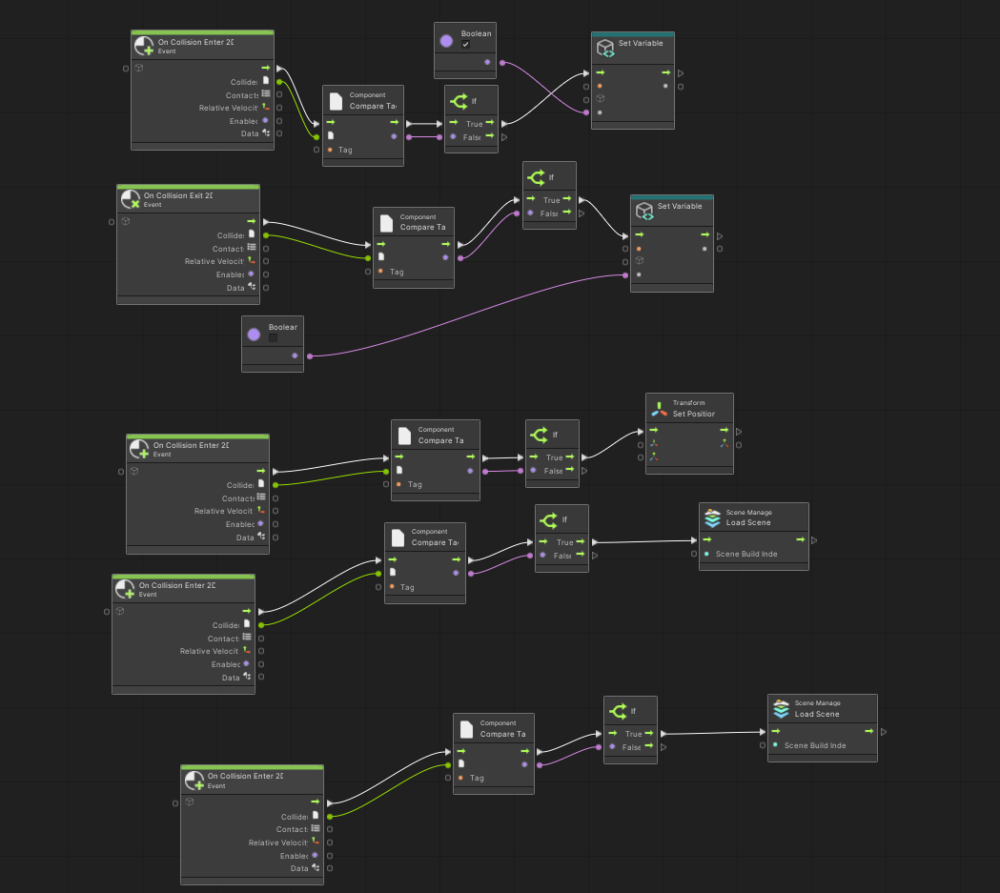 On Collision Enter 2D
Event
Collider
Contacts
Relative Velocit
Enabled
Data
Component
Compare Ta
Tag
Boolean
If
True
False
Set Variable
On Collision Exit 2D
Event
Collider
Contact
Relative Velocit
Enabled
Data
Component
Compare Ta
Tag
If
True
False
Set Variable
Boolear
On Collision Enter 2D
Event
Collider
Contact
Relative Velocit
Enabled
Data
Component
Compare Ta
Tag
If
True
False
Transform
Set Position
On Collision Enter 2D
Event
Collider
Contact
Relative Velocit
Enabled
Data
Component
Compare Ta
Tag
If
True
False
Scene Manage
Load Scene
Scene Build Inde
On Collision Enter 2D
Event
Collider
Contact
Relative Velocit
Enabled
Data
Component
Compare Ta
Tag
If
True
False
Scene Manage
Load Scene
Scene Build Inde